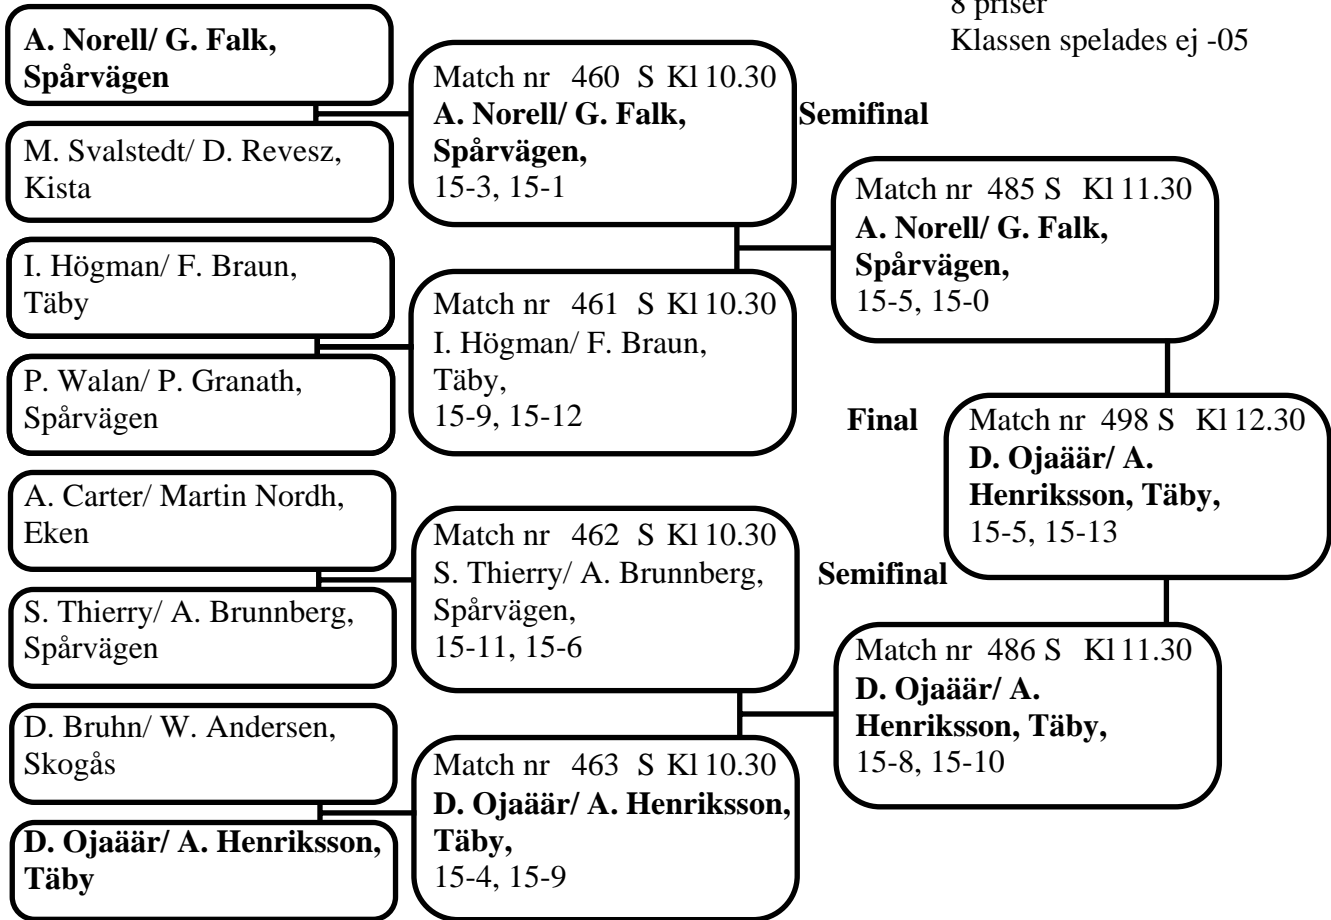 8 priser
Klassen spelades ej -05
A. Norell/ G. Falk,
Spårvägen
M. Svalstedt/ D. Revesz,
Kista
I. Högman/ F. Braun,
Täby
P. Walan/ P. Granath,
Spårvägen
A. Carter/ Martin Nordh,
Eken
S. Thierry/ A. Brunnberg,
Spårvägen
D. Bruhn/ W. Andersen,
Skogås
D. Ojaäär/ A. Henriksson,
Täby
Match nr 460 S Kl 10.30
A. Norell/ G. Falk,
Spårvägen,
15-3, 15-1
Match nr 461 S Kl 10.30
I. Högman/ F. Braun,
Täby,
15-9, 15-12
Match nr 462 S Kl 10.30
S. Thierry/ A. Brunnberg,
Spårvägen,
15-11, 15-6
Match nr 463 S Kl 10.30
D. Ojaäär/ A. Henriksson,
Täby,
15-4, 15-9
Semifinal
Match nr 485 S Kl 11.30
A. Norell/ G. Falk,
Spårvägen,
15-5, 15-0
Semifinal
Match nr 486 S Kl 11.30
D. Ojaäär/ A.
Henriksson, Täby,
15-8, 15-10
Final
Match nr 498 S Kl 12.30
D. Ojaäär/ A.
Henriksson, Täby,
15-5, 15-13